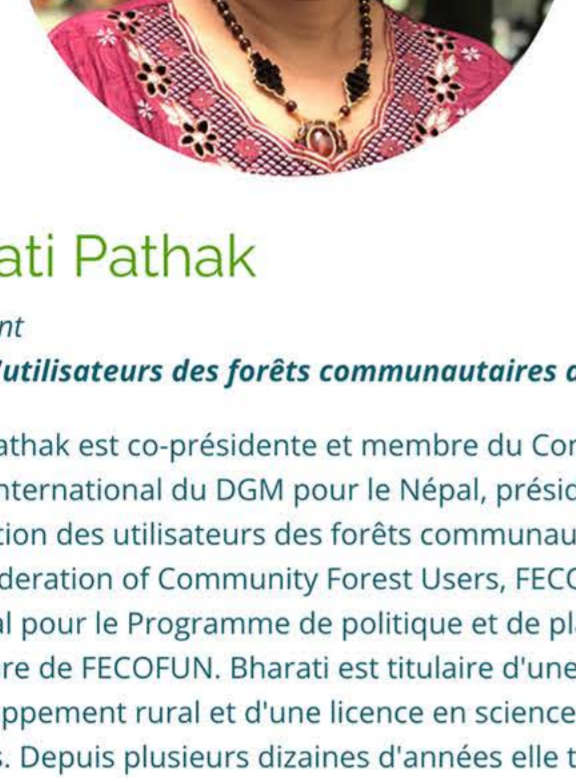 ati Pathak
nt
'utilisateurs des forêts communautaires
athak est co-présidente et membre du Con
nternational du DGM pour le Népal, présid
tion des utilisateurs des forêts communau
deration of Community Forest Users, FECO
al pour le Programme de politique et de pla
re de FECOFUN. Bharati est titulaire d'une
ppement rural et d'une licence en science
s. Depuis plusieurs dizaines d'années elle t